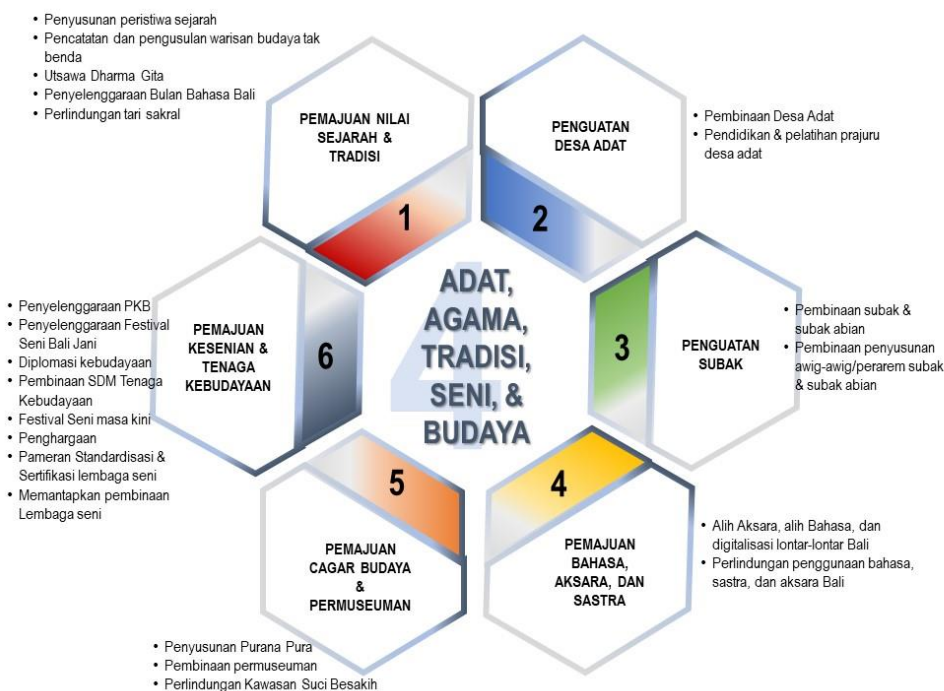 • Penyusunan peristiwa sejarah
• Pencatatan dan pengusulan warisan budaya tak
benda
• Utsawa Dharma Gita
• Penyelenggaraan Bulan Bahasa Bali
• Perlindungan tari sakral
PEMAJUAN NILAI
SEJARAH &
TRADISI
1
PENGUATAN
DESA ADAT
2
• Pembinaan Desa Adat
• Pendidikan & pelatihan prajuru
desa adat
4
ADAT,
AGAMA,
TRADISI,
SENI, &
BUDAYA
3
PENGUATAN
SUBAK
• Pembinaan subak &
subak abian
• Pembinaan penyusunan
awig-awig/perarem subak
& subak abian
4
PEMAJUAN
BAHASA,
AKSARA, DAN
SASTRA
• Alih Aksara, alih Bahasa, dan
digitalisasi lontar-lontar Bali
• Perlindungan penggunaan bahasa,
sastra, dan aksara Bali
5
PEMAJUAN
CAGAR BUDAYA
&
PERMUSEUMAN
• Penyusunan Purana Pura
• Pembinaan permuseuman
• Perlindungan Kawasan Suci Besakih
6
PEMAJUAN
KESENIAN &
TENAGA
KEBUDAYAAN
• Penyelenggaraan PKB
• Penyelenggaraan Festival
Seni Bali Jani
• Diplomasi kebudayaan
• Pembinaan SDM Tenaga
Kebudayaan
• Festival Seni masa kini
• Penghargaan
• Pameran Standardisasi &
Sertifikasi lembaga seni
• Memantapkan pembinaan
Lembaga seni